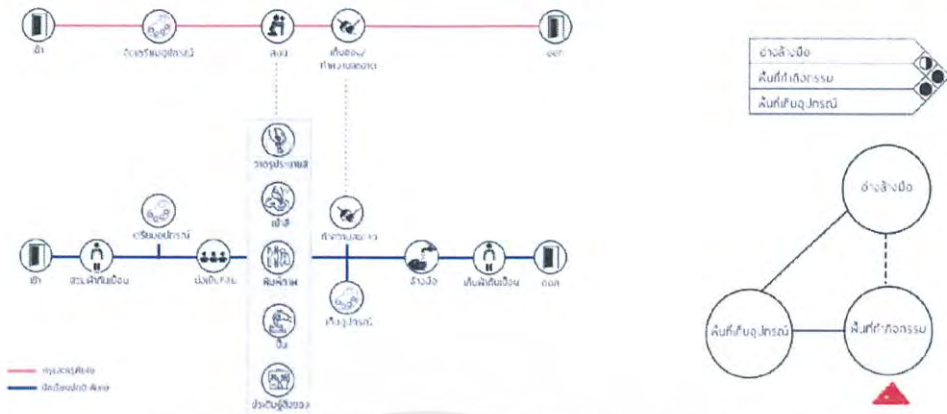 เข้า
จัดเตรียมอุปกรณ์
สอน
เก็บของ/
ทำความสะอาด
ออก
วาดรูประบายสี
เป่าสี
พิมพ์ภาพ
ปั้น
ประดิษฐ์สิ่งของ
เตรียมอุปกรณ์
ทำความสะอาด
เข้า
สวมผ้ากันเปื้อน
นั่งเป็นกลุ่ม
เก็บอุปกรณ์
ล้างมือ
เก็บผ้ากันเปื้อน
ออก
อ่างล้างมือ
พื้นที่ทำกิจกรรม
พื้นที่เก็บอุปกรณ์
อ่างล้างมือ
พื้นที่เก็บอุปกรณ์
พื้นที่ทำกิจกรรม